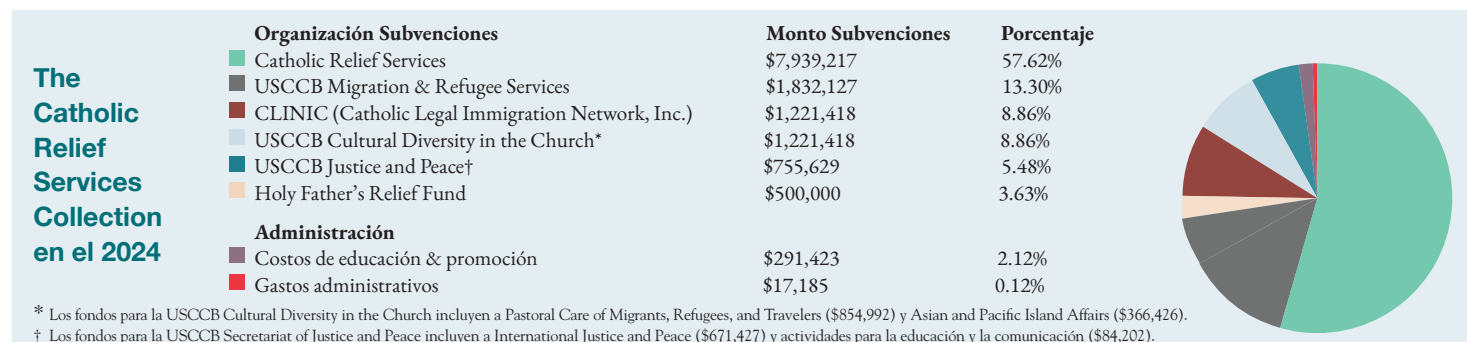 The
Catholic
Relief
Services
Collection
en el 2024
Organización Subvenciones Monto Subvenciones Porcentaje
Catholic Relief Services $7,939,217 57.62%
USCCB Migration & Refugee Services $1,832,127 13.30%
CLINIC (Catholic Legal Immigration Network, Inc.) $1,221,418 8.86%
USCCB Cultural Diversity in the Church* $1,221,418 8.86%
USCCB Justice and Peace† $755,629 5.48%
Holy Father’s Relief Fund $500,000 3.63%
Administración
Costos de educación & promoción $291,423 2.12%
Gastos administrativos $17,185 0.12%
* Los fondos para la USCCB Cultural Diversity in the Church incluyen a Pastoral Care of Migrants, Refugees, and Travelers ($854,992) y Asian and Pacific Island Affairs ($366,426).
† Los fondos para la USCCB Secretariat of Justice and Peace incluyen a International Justice and Peace ($671,427) y actividades para la educación y la comunicación ($84,202).